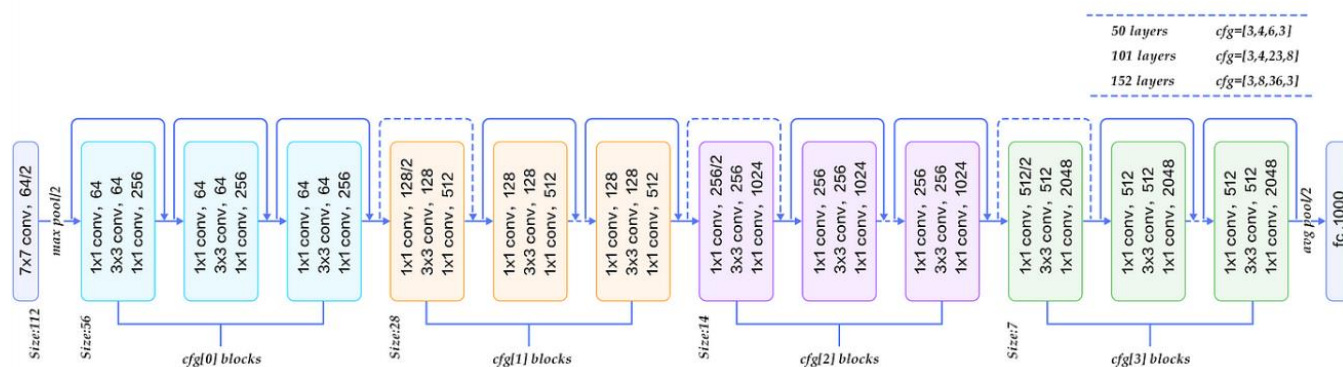 50 layers cfg=[3,4,6,3]
101 layers cfg=[3,4,23,8]
152 layers cfg=[3,8,36,3]
7x7 conv, 64/2
max pool/2
1x1 conv, 64
3x3 conv, 64
1x1 conv, 256
1x1 conv, 64
3x3 conv, 64
1x1 conv, 256
1x1 conv, 64
3x3 conv, 64
1x1 conv, 256
1x1 conv, 128/2
3x3 conv, 128
1x1 conv, 512
1x1 conv, 128
3x3 conv, 128
1x1 conv, 512
1x1 conv, 128
3x3 conv, 128
1x1 conv, 512
1x1 conv, 256/2
3x3 conv, 256
1x1 conv, 1024
1x1 conv, 256
3x3 conv, 256
1x1 conv, 1024
1x1 conv, 256
3x3 conv, 256
1x1 conv, 1024
1x1 conv, 512/2
3x3 conv, 512
1x1 conv, 2048
1x1 conv, 512
3x3 conv, 512
1x1 conv, 2048
1x1 conv, 512
3x3 conv, 512
1x1 conv, 2048
avg pool/2
fc, 1000
Size:112
Size:56
Size:28
Size:14
Size:7
cfg[0] blocks
cfg[1] blocks
cfg[2] blocks
cfg[3] blocks